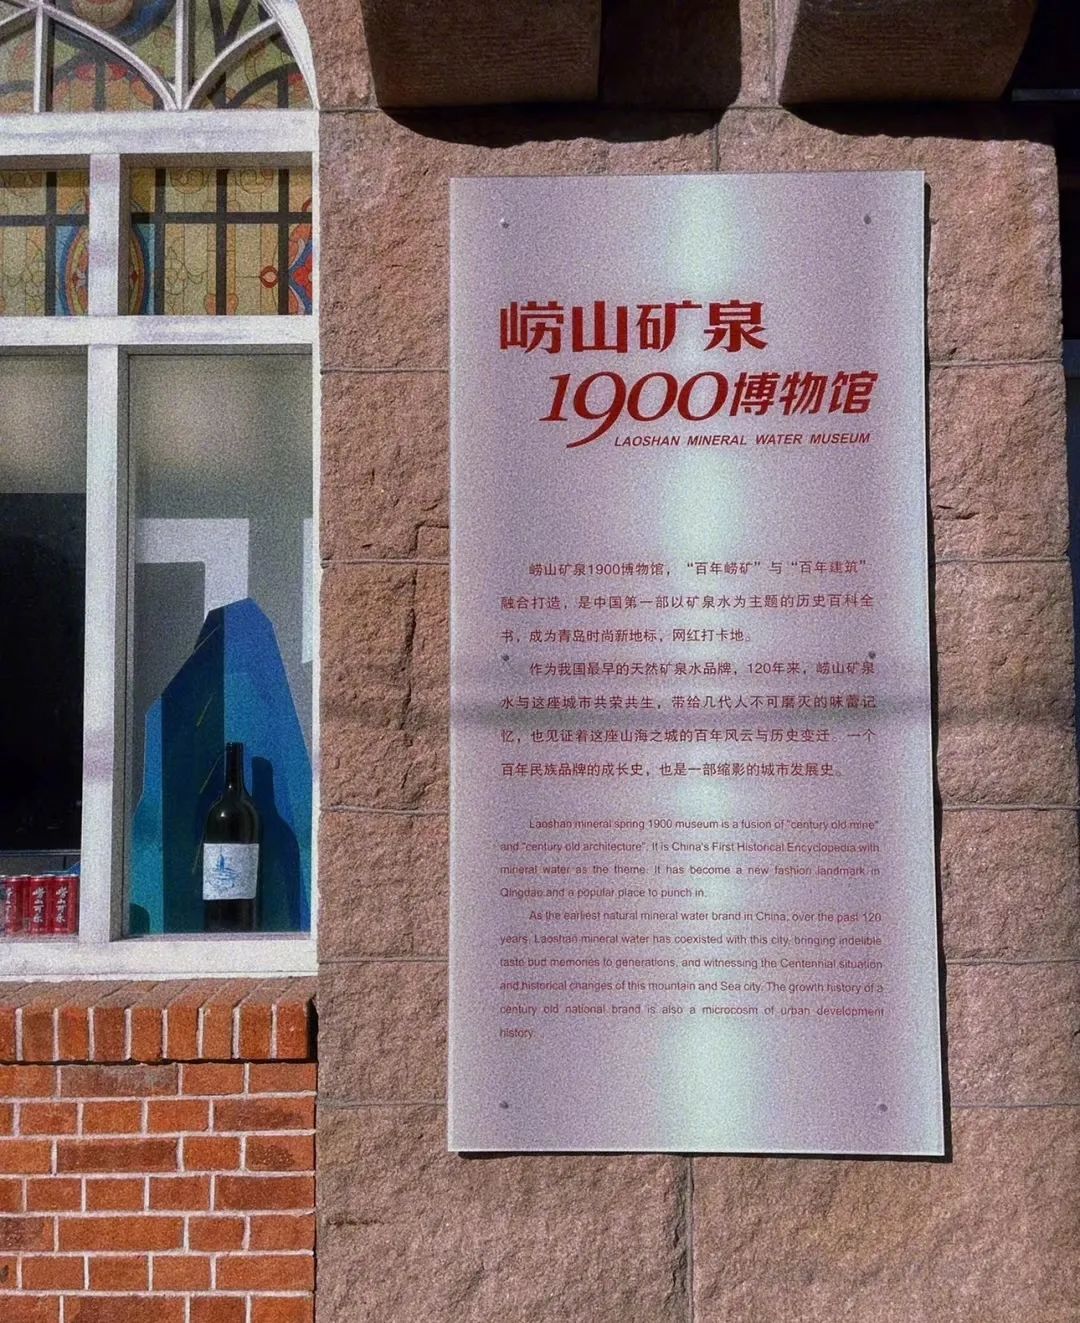 崂山矿泉
1900博物馆
LAOSHAN MINERAL WATER MUSEUM
崂山矿泉1900博物馆，“百年崂矿”与“百年建筑”
融合打造，是中国第一部以矿泉水为主题的历史百科全
书，成为青岛时尚新地标，网红打卡地。
作为我国最早的天然矿泉水品牌，120年来，崂山矿泉
水与这座城市共荣共生，带给几代人不可磨灭的味蕾记
忆，也见证着这座山海之城的百年风云与历史变迁。一个
百年民族品牌的成长史，也是一部缩影的城市发展史。
Laoshan mineral spring 1900 museum is a fusion of "century old mine"
and "century old architecture". It is China's First Historical Encyclopedia with
mineral water as the theme. It has become a new fashion landmark in
Qingdao and a popular place to punch in.
As the earliest natural mineral water brand in China, over the past 120
years, Laoshan mineral water has coexisted with this city, bringing indelible
taste bud memories to generations, and witnessing the Centennial situation
and historical changes of this mountain and Sea city. The growth history of a
century old national brand is also a microcosm of urban development
history.
崂山可乐
崂山可乐